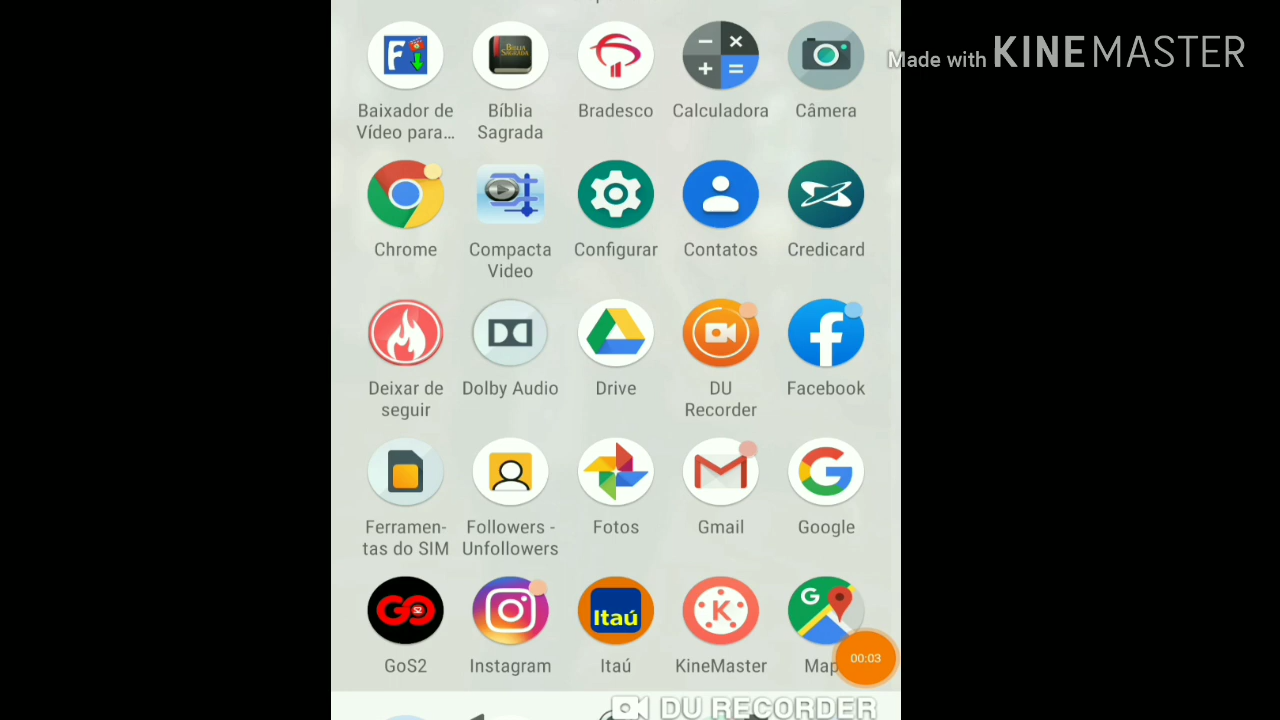 Made with KINEMASTER
Baixador de
Vídeo para...
Bíblia
Sagrada
Bradesco
Calculadora
Câmera
Chrome
Compacta
Video
Configurar
Contatos
Credicard
Deixar de
seguir
Dolby Audio
Drive
DU
Recorder
Facebook
Ferramen-
tas do SIM
Followers -
Unfollowers
Fotos
Gmail
Google
Itaú
GoS2
Instagram
Itaú
KineMaster
Map
00:03
DU RECORDER